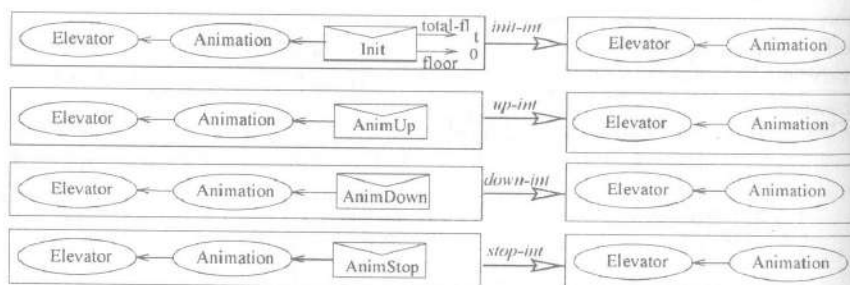 total-fl
Elevator Animation Init t init-int Elevator Animation
0
floor
Elevator Animation AnimUp up-int Elevator Animation
Elevator Animation AnimDown down-int Elevator Animation
Elevator Animation AnimStop stop-int Elevator Animation